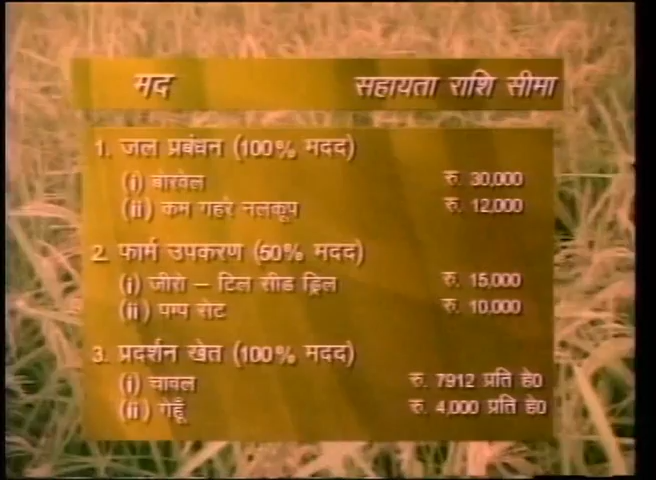 मद सहायता राशि सीमा
1. जल प्रबंधन (100% मदद)
(i) बोरवेल रु. 30,000
(ii) कम गहरे नलकूप रु. 12,000
2. फार्म उपकरण (50% मदद)
(i) जीरो – टिल सीड ड्रिल रु. 15,000
(ii) पम्प सेट रु. 10,000
3. प्रदर्शन खेत (100% मदद)
(i) चावल रु. 7912 प्रति हे0
(ii) गेहूँ रु. 4,000 प्रति हे0